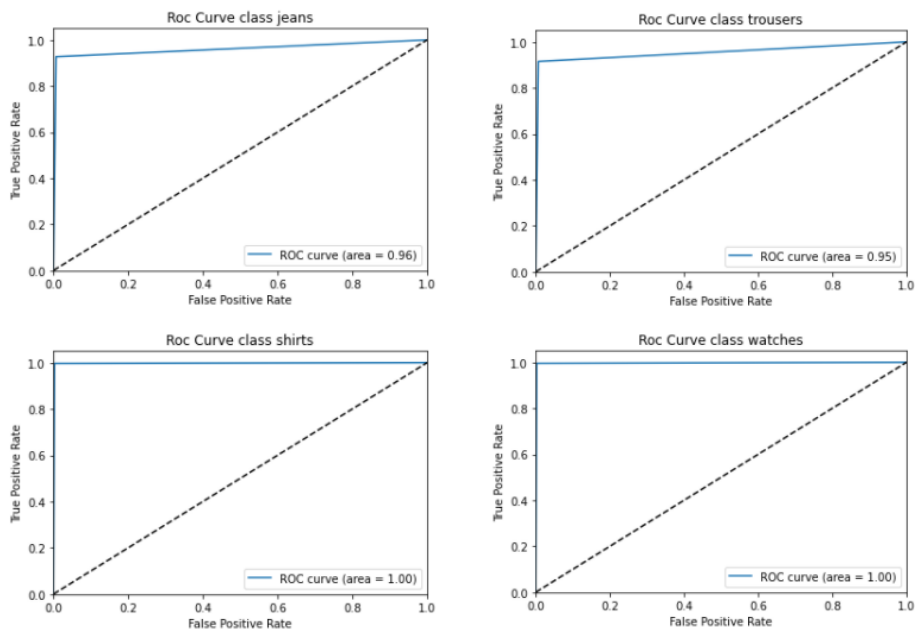 Roc Curve class jeans
1.0
0.8
0.6
0.4
0.2
0.0
True Positive Rate
ROC curve (area = 0.96)
0.0 0.2 0.4 0.6 0.8 1.0
False Positive Rate
Roc Curve class trousers
1.0
0.8
0.6
0.4
0.2
0.0
True Positive Rate
ROC curve (area = 0.95)
0.0 0.2 0.4 0.6 0.8 1.0
False Positive Rate
Roc Curve class shirts
1.0
0.8
0.6
0.4
0.2
0.0
True Positive Rate
ROC curve (area = 1.00)
0.0 0.2 0.4 0.6 0.8 1.0
False Positive Rate
Roc Curve class watches
1.0
0.8
0.6
0.4
0.2
0.0
True Positive Rate
ROC curve (area = 1.00)
0.0 0.2 0.4 0.6 0.8 1.0
False Positive Rate